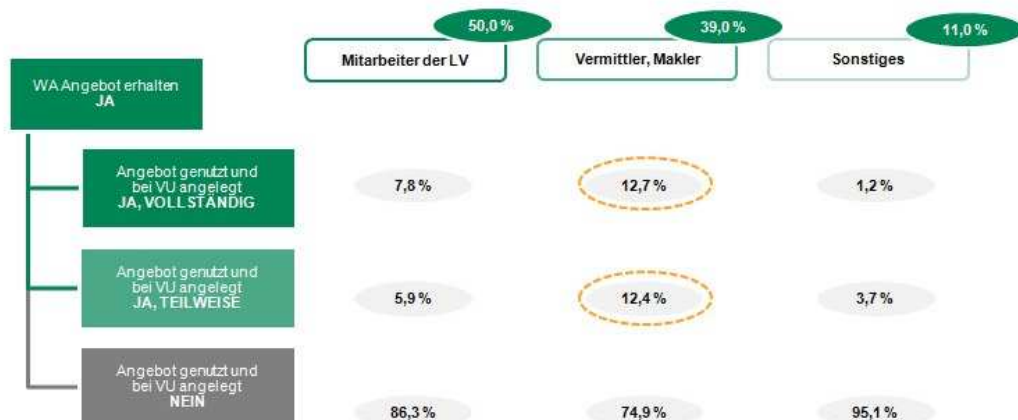 50,0 %
39,0 %
11,0 %
Mitarbeiter der LV
Vermittler, Makler
Sonstiges
WA Angebot erhalten
JA
Angebot genutzt und
bei VU angelegt
JA, VOLLSTÄNDIG
7,8 %
12,7 %
1,2 %
Angebot genutzt und
bei VU angelegt
JA, TEILWEISE
5,9 %
12,4 %
3,7 %
Angebot genutzt und
bei VU angelegt
NEIN
86,3 %
74,9 %
95,1 %